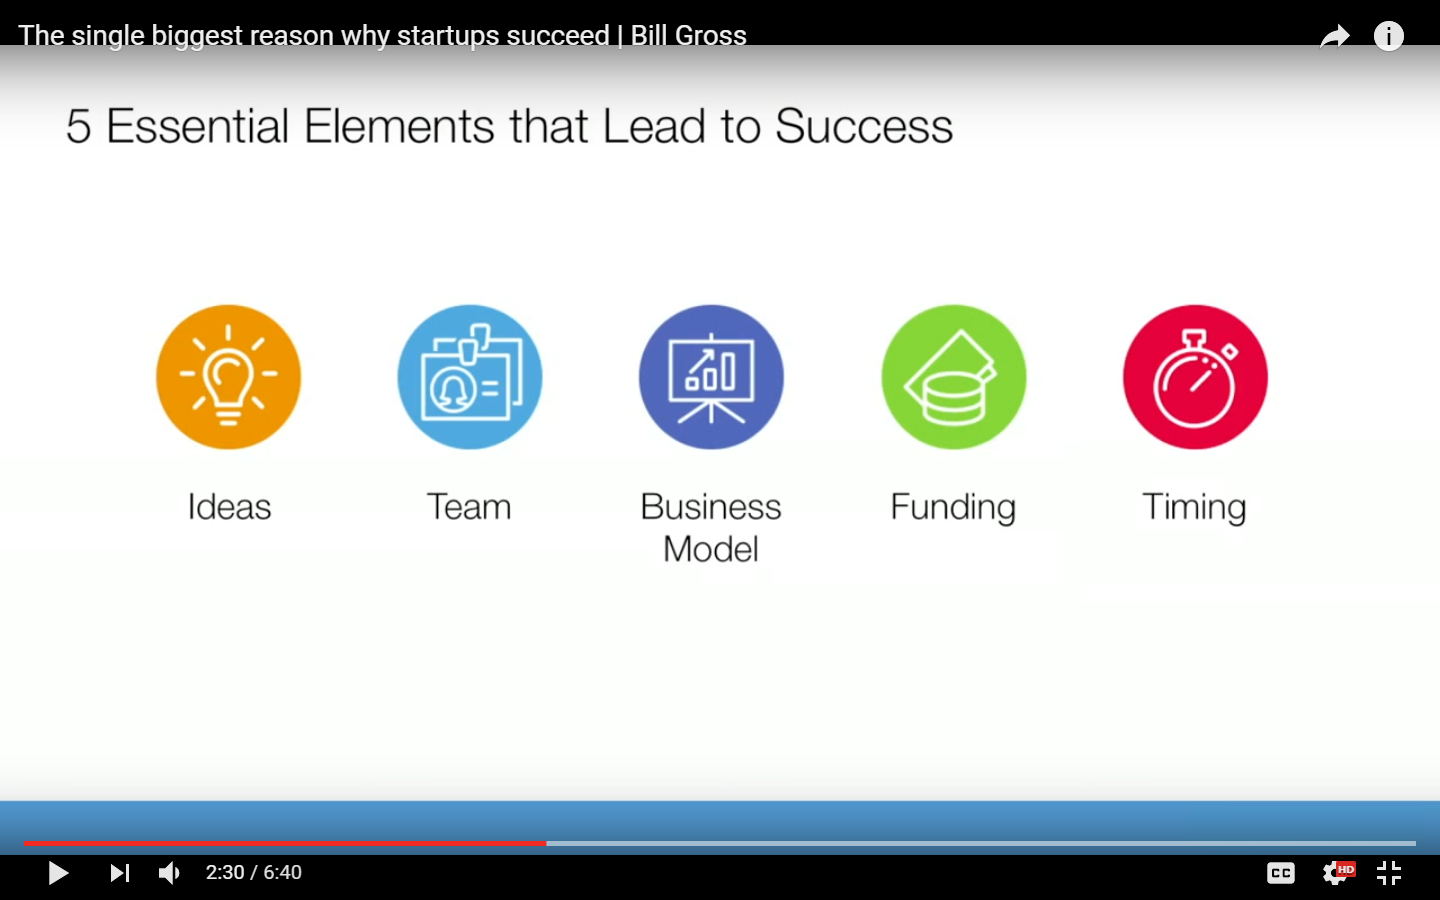 The single biggest reason why startups succeed | Bill Gross
5 Essential Elements that Lead to Success
Ideas
Team
Business
Model
Funding
Timing
2:30 / 6:40
CC
HD